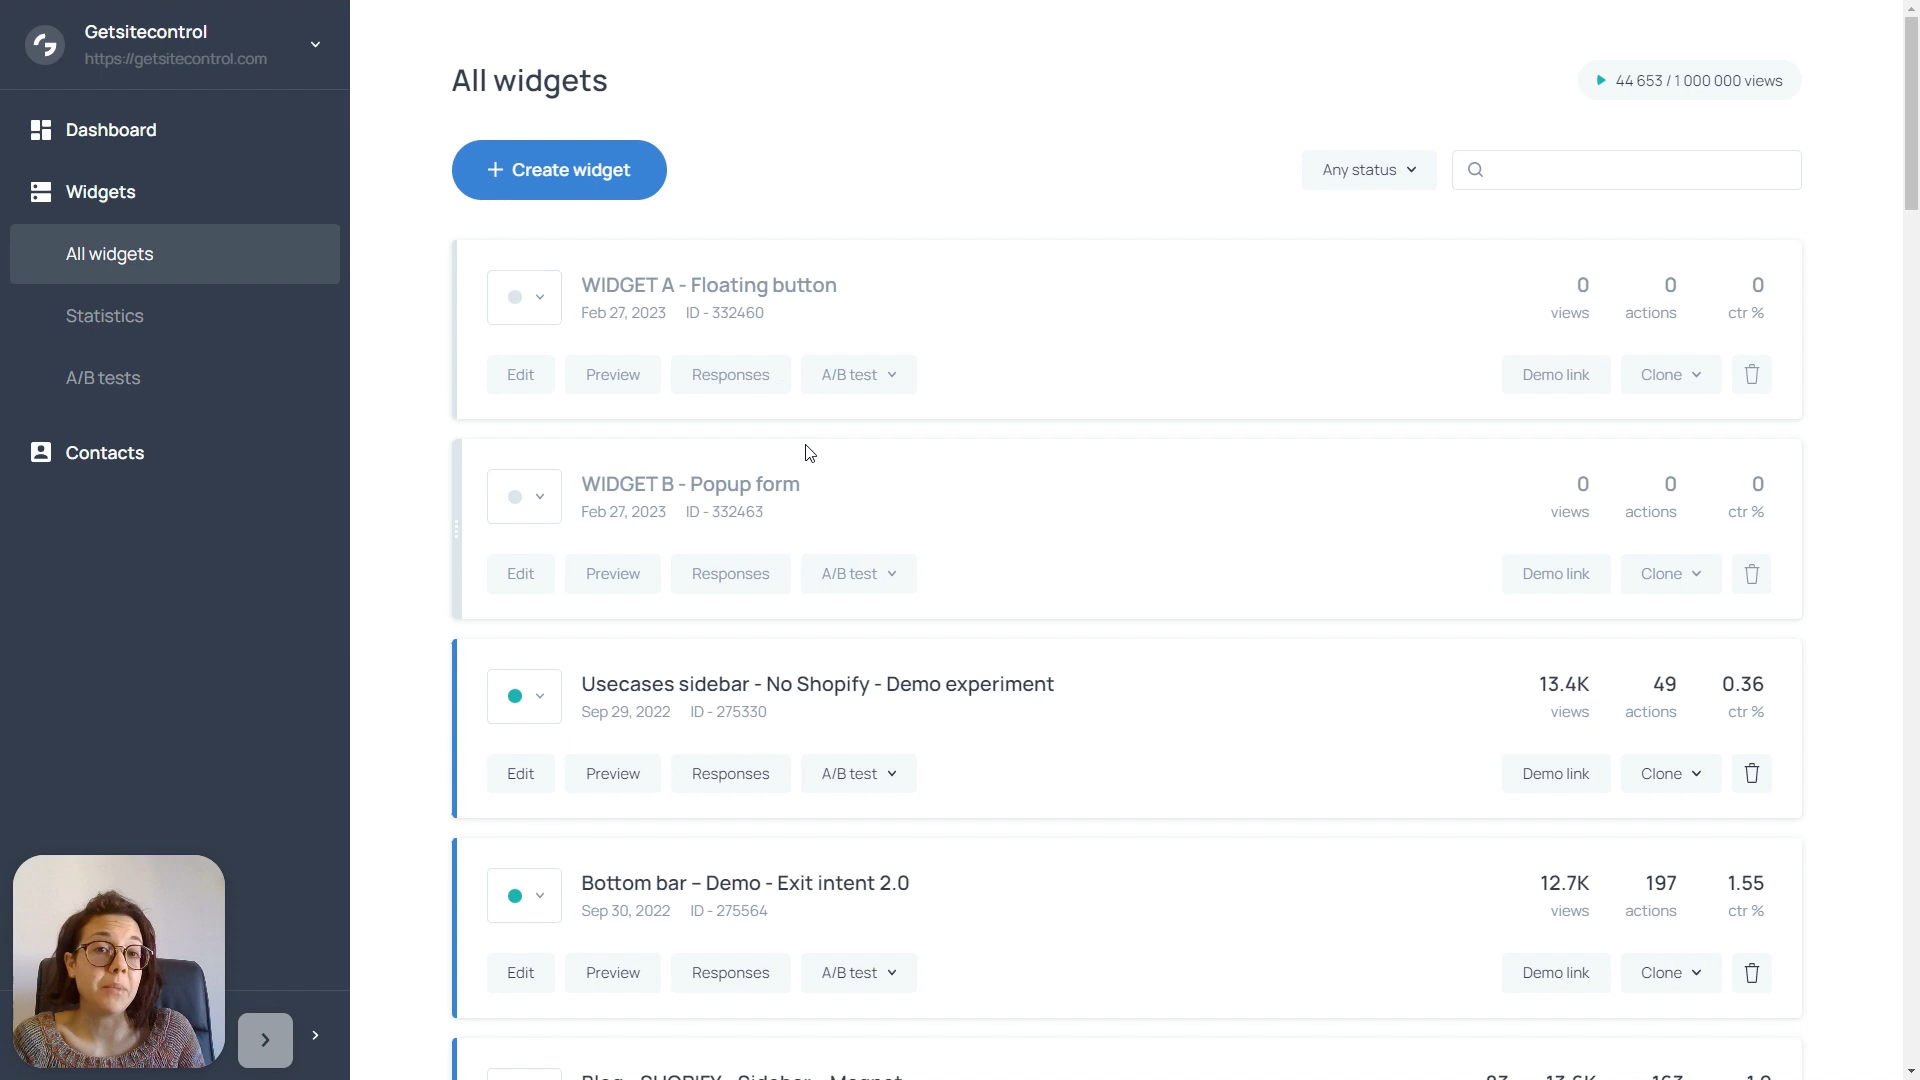 Getsitecontrol
https://getsitecontrol.com
Dashboard
Widgets
All widgets
Statistics
A/B tests
Contacts
All widgets
44 653 / 1 000 000 views
+ Create widget
Any status
WIDGET A - Floating button
Feb 27, 2023 ID - 332460
0 0 0
views actions ctr %
Edit Preview Responses A/B test Demo link Clone
WIDGET B - Popup form
Feb 27, 2023 ID - 332463
0 0 0
views actions ctr %
Edit Preview Responses A/B test Demo link Clone
Usecases sidebar - No Shopify - Demo experiment
Sep 29, 2022 ID - 275330
13.4K 49 0.36
views actions ctr %
Edit Preview Responses A/B test Demo link Clone
Bottom bar – Demo - Exit intent 2.0
Sep 30, 2022 ID - 275564
12.7K 197 1.55
views actions ctr %
Edit Preview Responses A/B test Demo link Clone